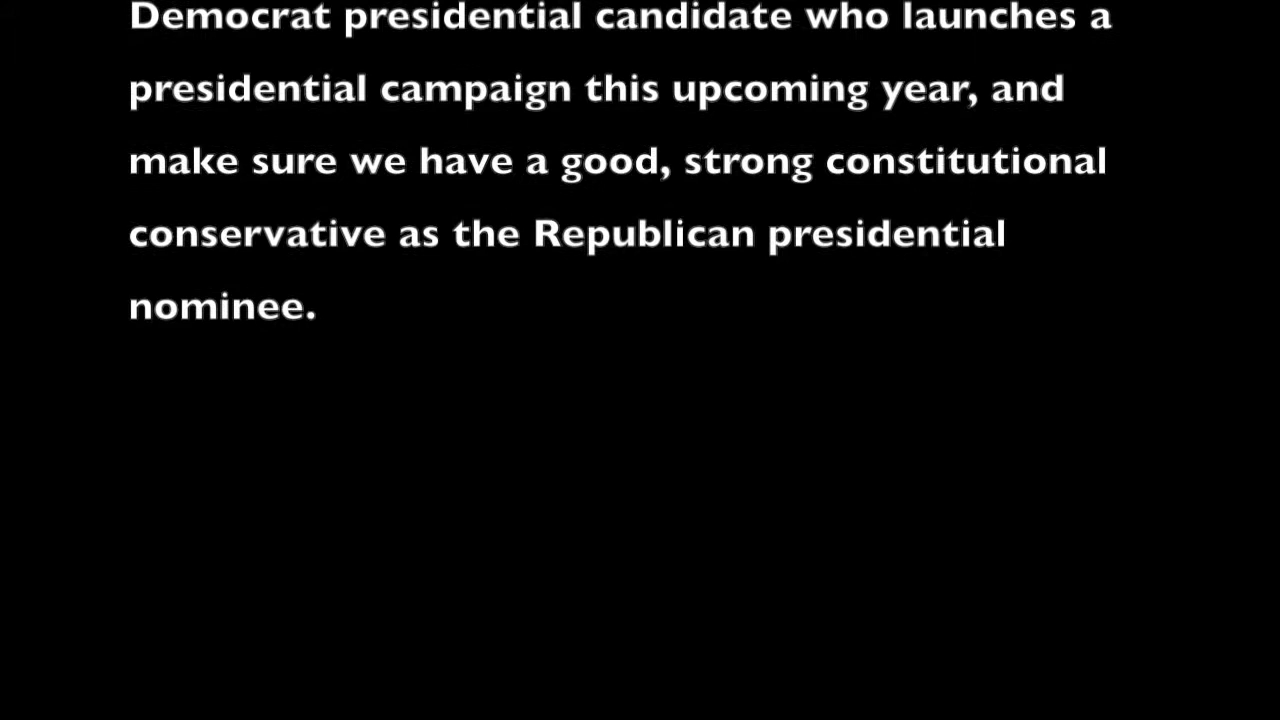 Democrat presidential candidate who launches a
presidential campaign this upcoming year, and
make sure we have a good, strong constitutional
conservative as the Republican presidential
nominee.